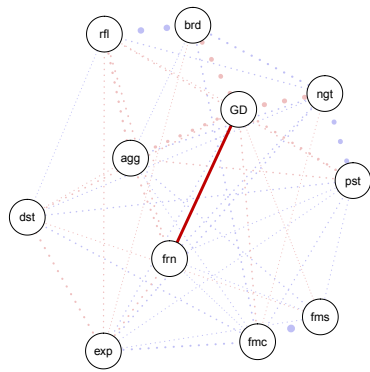 brd
rfl
ngt
GD
agg
pst
dst
frn
fms
fmc
exp